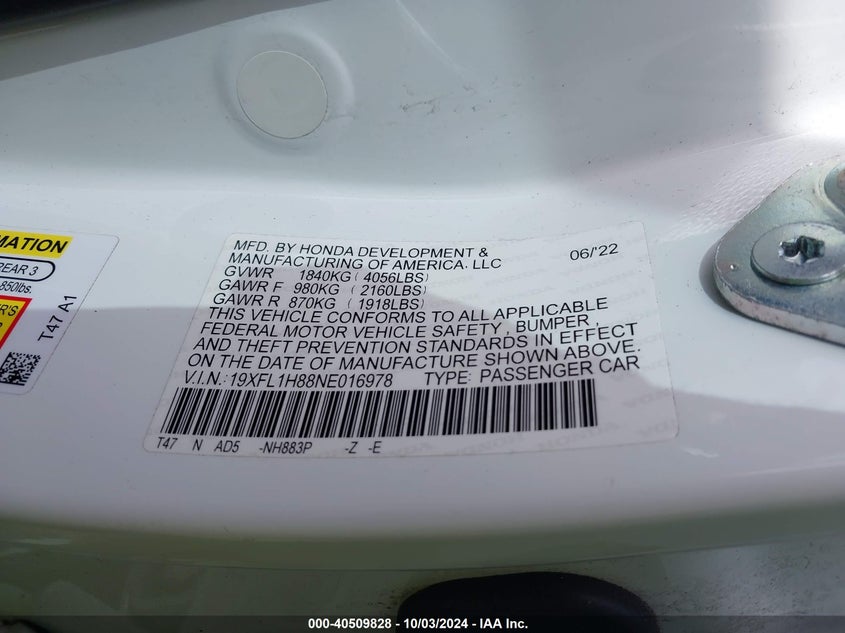 MFD. BY HONDA DEVELOPMENT &
MANUFACTURING OF AMERICA. LLC 06/'22
GVWR 1840KG ( 4056LBS)
GAWR F 980KG ( 2160LBS)
GAWR R 870KG ( 1918LBS)
THIS VEHICLE CONFORMS TO ALL APPLICABLE
FEDERAL MOTOR VEHICLE SAFETY , BUMPER ,
AND THEFT PREVENTION STANDARDS IN EFFECT
ON THE DATE OF MANUFACTURE SHOWN ABOVE.
V.I.N.:19XFL1H88NE016978 TYPE: PASSENGER CAR
T47 N AD5 -NH883P -Z -E
REAR 3
850lbs.
T47 A1
000-40509828 - 10/03/2024 - IAA Inc.